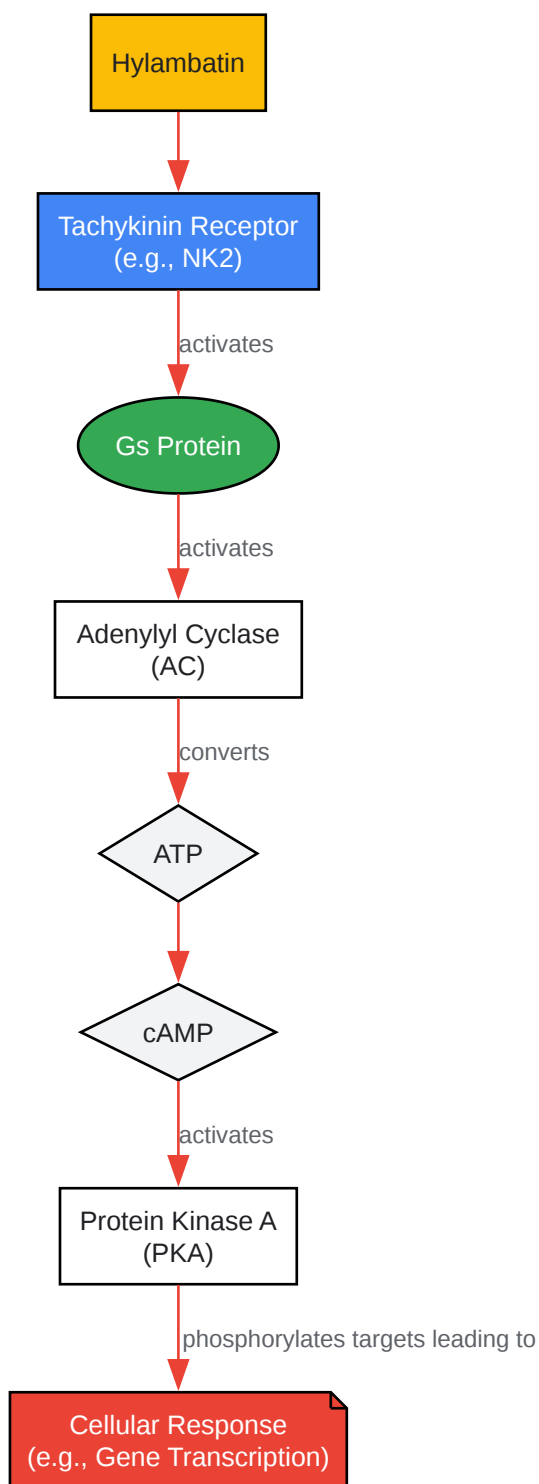 Hylambatin
Tachykinin Receptor
(e.g., NK2)
activates
Gs Protein
activates
Adenylyl Cyclase
(AC)
converts
ATP
cAMP
activates
Protein Kinase A
(PKA)
phosphorylates targets leading to
Cellular Response
(e.g., Gene Transcription)